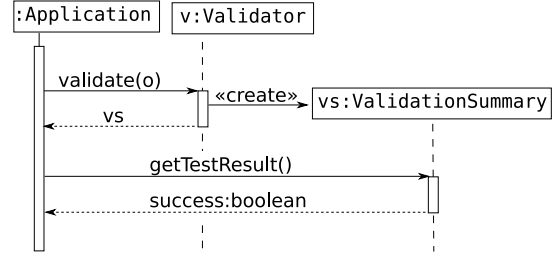 :Application
v:Validator
validate(o)
«create»
vs:ValidationSummary
vs
getTestResult()
success:boolean